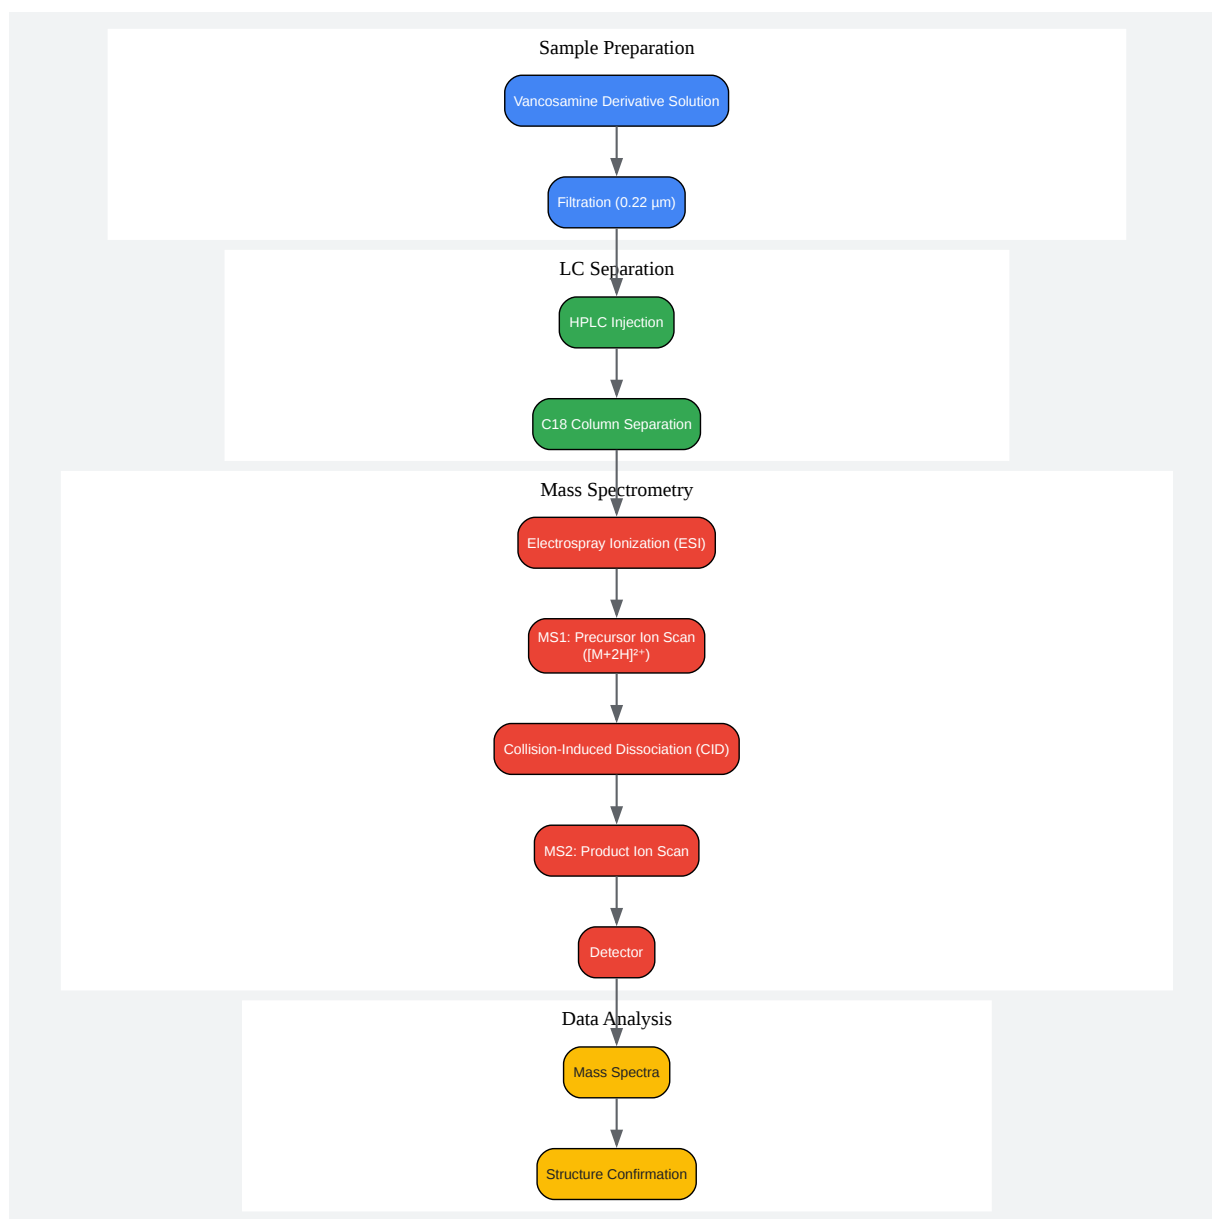 Sample Preparation
Vancosamine Derivative Solution
Filtration (0.22 µm)
LC Separation
HPLC Injection
C18 Column Separation
Mass Spectrometry
Electrospray Ionization (ESI)
MS1: Precursor Ion Scan
([M+2H]²⁺)
Collision-Induced Dissociation (CID)
MS2: Product Ion Scan
Detector
Data Analysis
Mass Spectra
Structure Confirmation